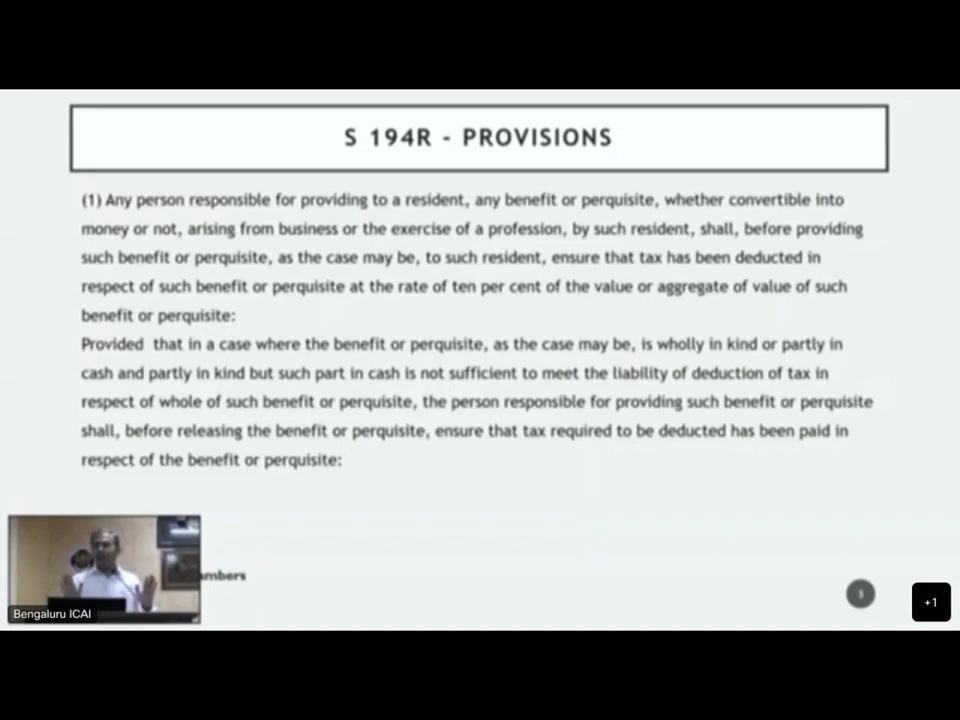 S 194R - PROVISIONS
(1) Any person responsible for providing to a resident, any benefit or perquisite, whether convertible into
money or not, arising from business or the exercise of a profession, by such resident, shall, before providing
such benefit or perquisite, as the case may be, to such resident, ensure that tax has been deducted in
respect of such benefit or perquisite at the rate of ten per cent of the value or aggregate of value of such
benefit or perquisite:
Provided that in a case where the benefit or perquisite, as the case may be, is wholly in kind or partly in
cash and partly in kind but such part in cash is not sufficient to meet the liability of deduction of tax in
respect of whole of such benefit or perquisite, the person responsible for providing such benefit or perquisite
shall, before releasing the benefit or perquisite, ensure that tax required to be deducted has been paid in
respect of the benefit or perquisite:
ambers
3
+1
Bengaluru ICAI